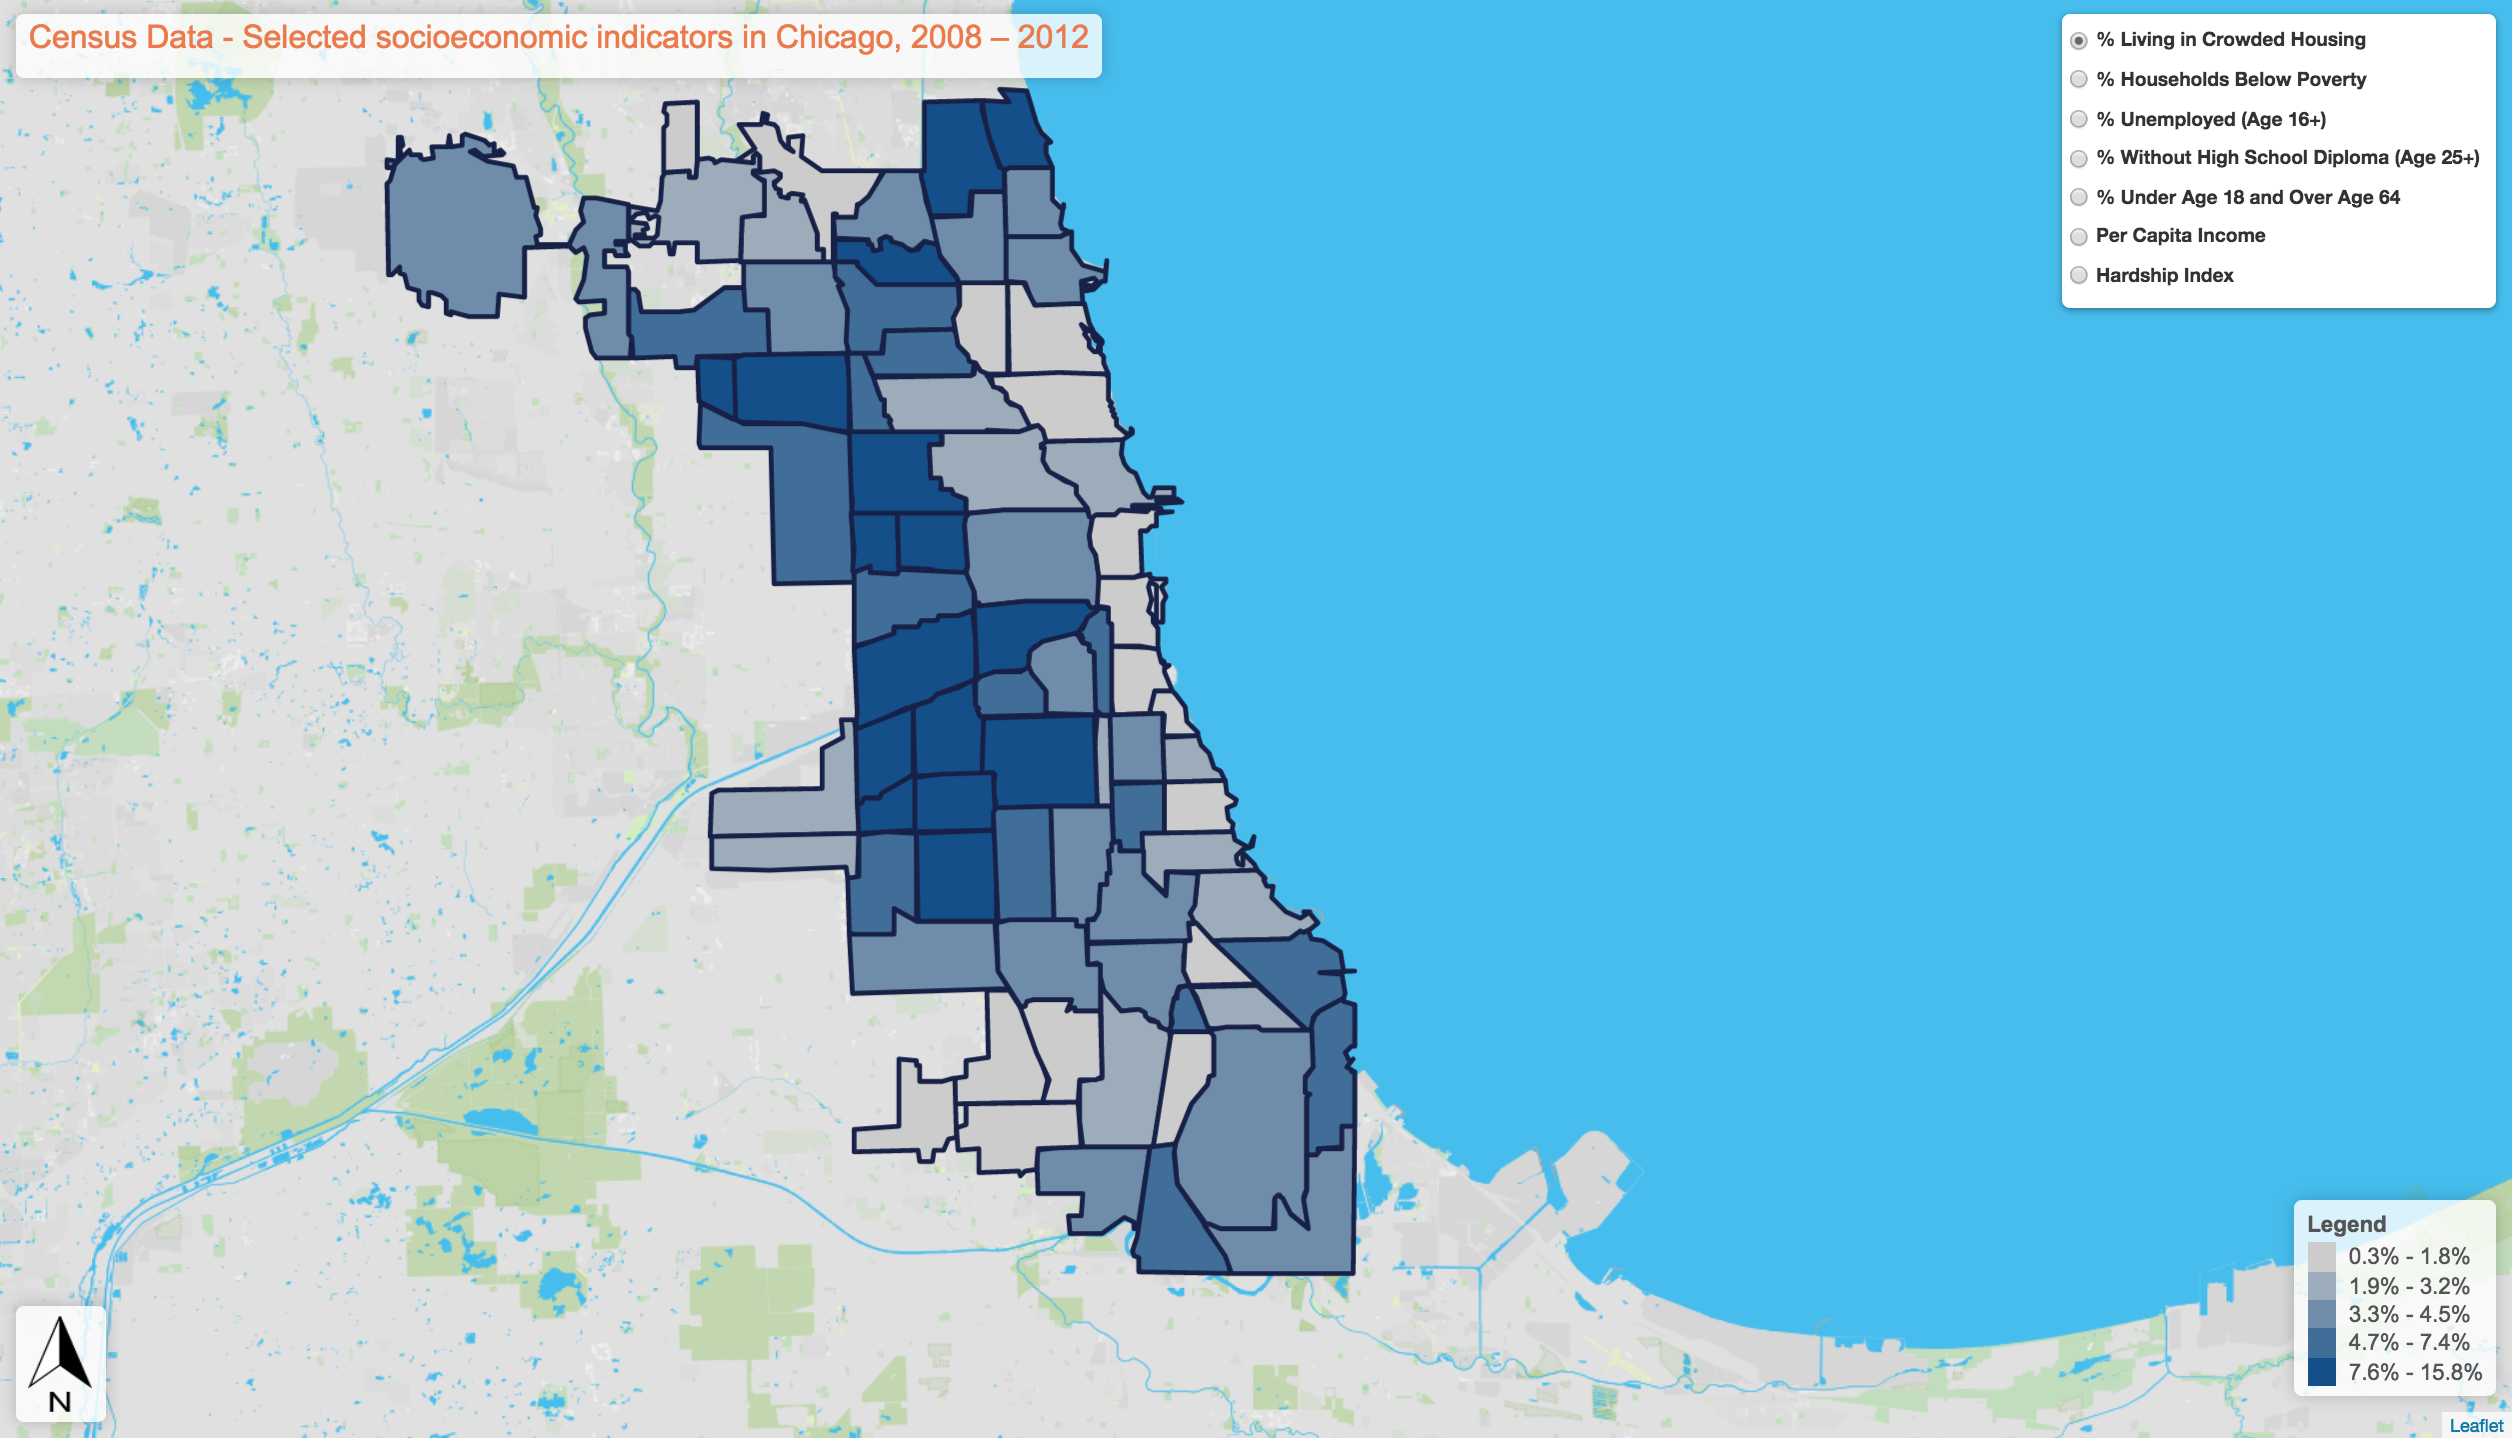 Census Data - Selected socioeconomic indicators in Chicago, 2008 – 2012
% Living in Crowded Housing
% Households Below Poverty
% Unemployed (Age 16+)
% Without High School Diploma (Age 25+)
% Under Age 18 and Over Age 64
Per Capita Income
Hardship Index
Legend
0.3% - 1.8%
1.9% - 3.2%
3.3% - 4.5%
4.7% - 7.4%
7.6% - 15.8%
N
Leaflet